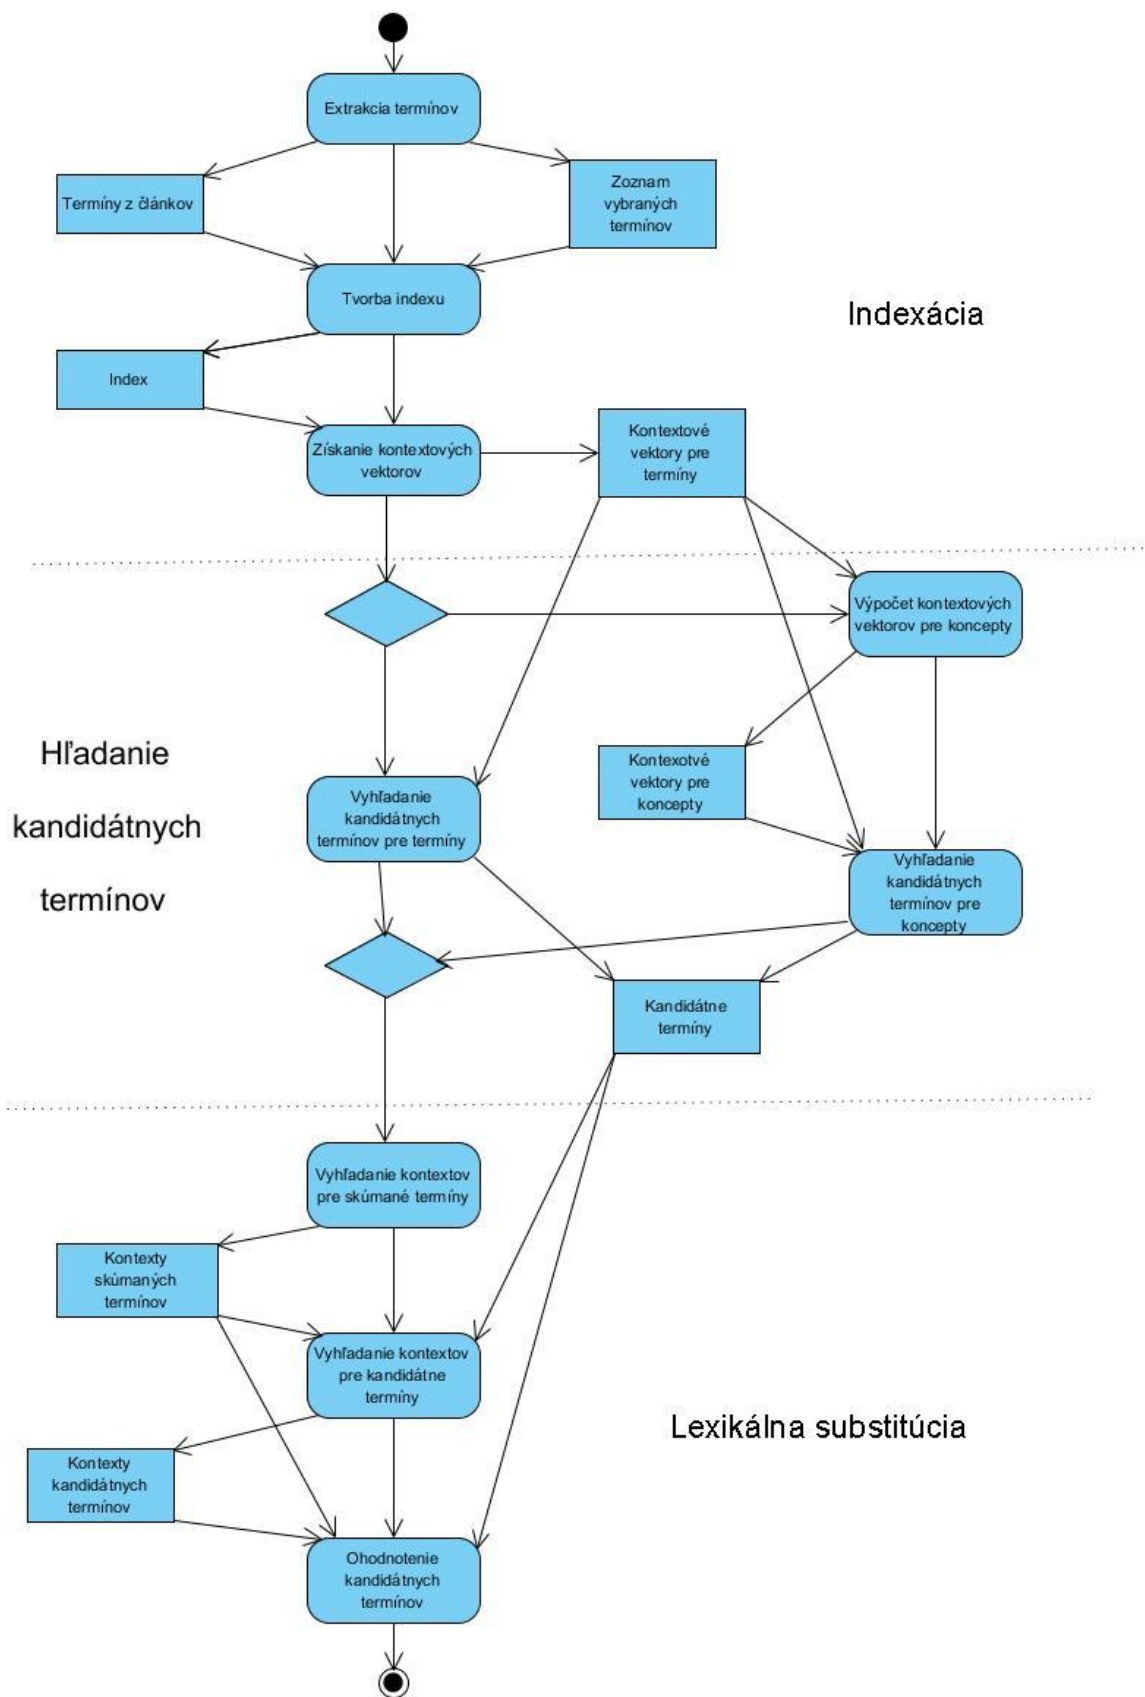 Extrakcia termínov
Termíny z článkov
Zoznam
vybraných
termínov
Tvorba indexu
Indexácia
Index
Získanie kontextových
vektorov
Kontextové
vektory pre
termíny
Výpočet kontextových
vektorov pre koncepty
Hľadanie
kandidátnych
termínov
Kontexotvé
vektory pre
koncepty
Vyhľadanie
kandidátnych
termínov pre termíny
Vyhľadanie
kandidátnych
termínov pre
koncepty
Kandidátne
termíny
Vyhľadanie kontextov
pre skúmané termíny
Kontexty
skúmaných
termínov
Vyhľadanie kontextov
pre kandidátne
termíny
Lexikálna substitúcia
Kontexty
kandidátnych
termínov
Ohodnotenie
kandidátnych
termínov